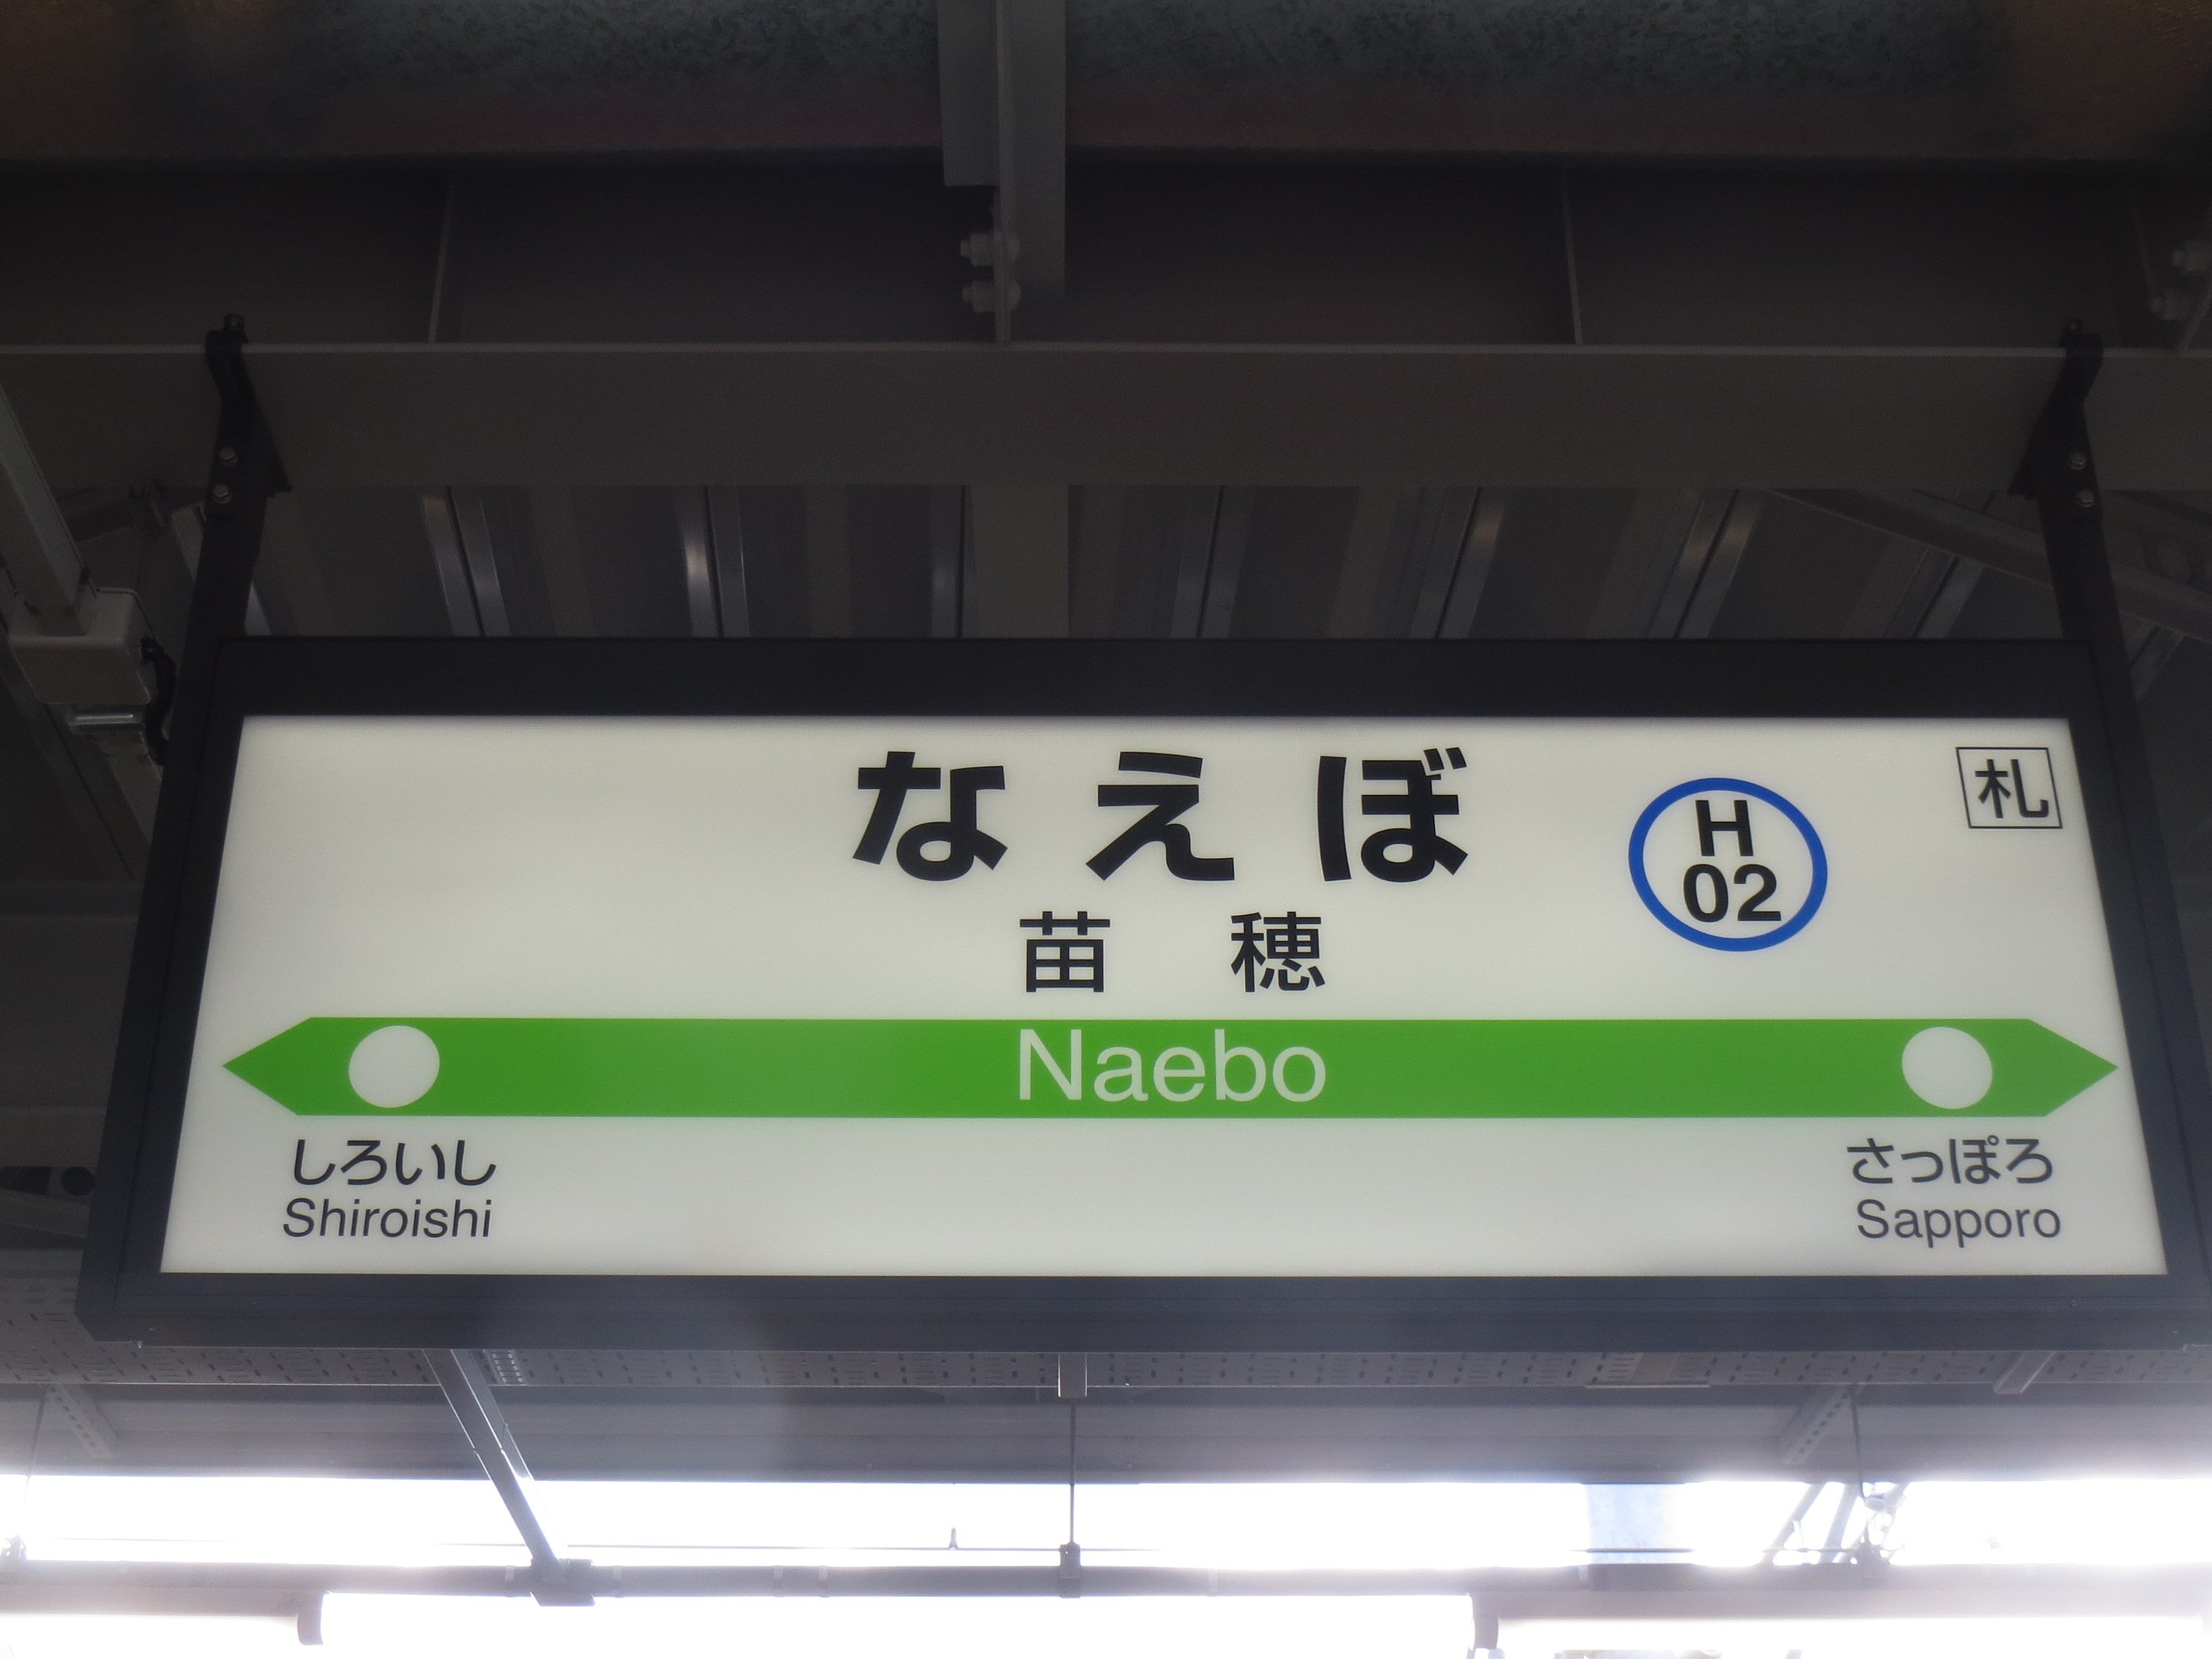 なえぼ
苗穂
H
02
札
Naebo
しろいし
Shiroishi
さっぽろ
Sapporo